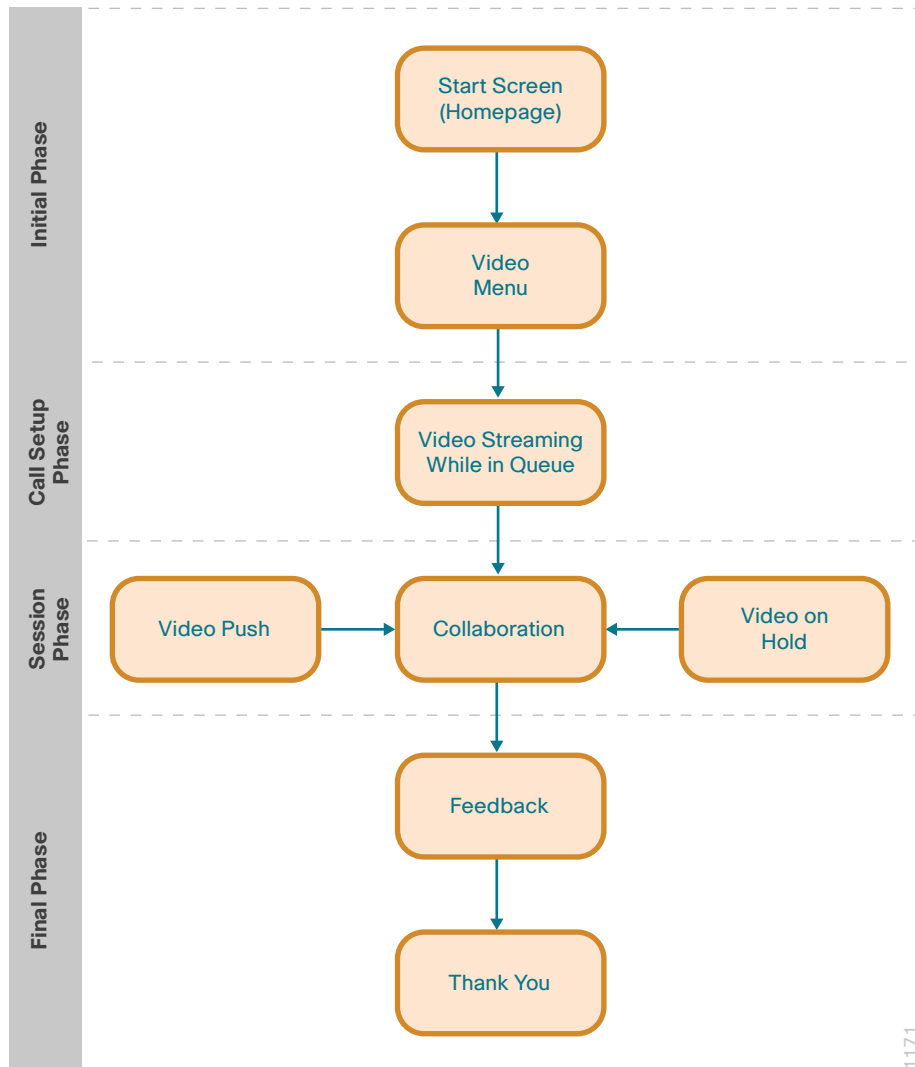 Initial Phase
Start Screen
(Homepage)
Video
Menu
Call Setup
Phase
Video Streaming
While in Queue
Session
Phase
Video Push
Collaboration
Video on
Hold
Final Phase
Feedback
Thank You
1171